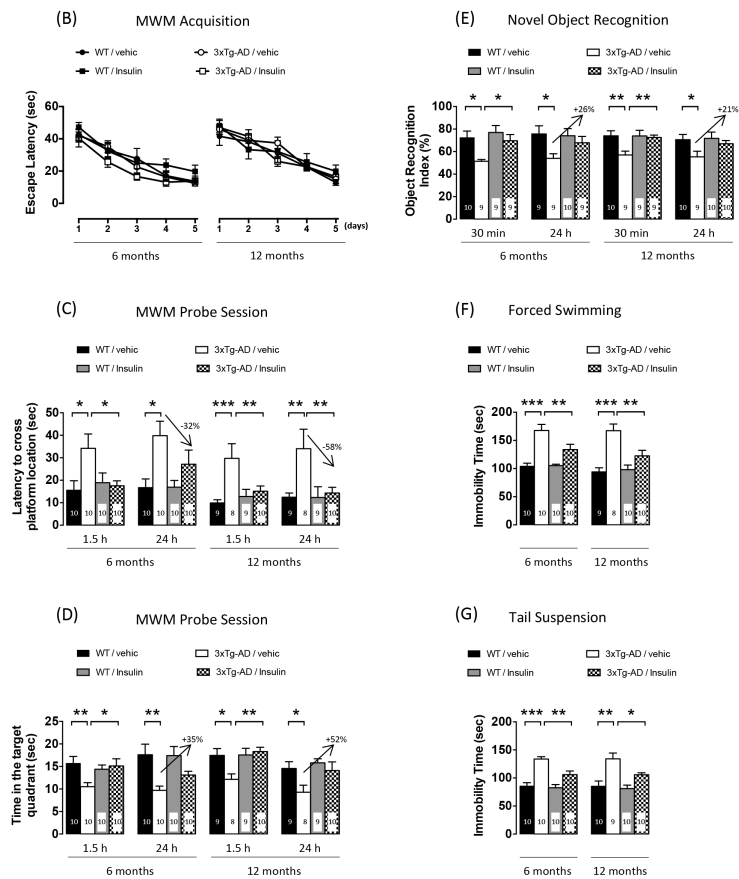 (B) MWM Acquisition
WT / vehic 3xTg-AD / vehic
WT / Insulin 3xTg-AD / Insulin
Escape Latency (sec)
60
40
20
0
1 2 3 4 5 1 2 3 4 5 (days)
6 months 12 months
(C) MWM Probe Session
WT / vehic 3xTg-AD / vehic
WT / Insulin 3xTg-AD / Insulin
Latency to cross
platform location (sec)
* * * *** ** ** **
-32% -58%
50
40
30
20
10
0
10 10 10 10 10 10 10 10 9 8 9 10 9 8 9 10
1.5 h 24 h 1.5 h 24 h
6 months 12 months
(D) MWM Probe Session
WT / vehic 3xTg-AD / vehic
WT / Insulin 3xTg-AD / Insulin
Time in the target
quadrant (sec)
** * ** * ** *
+35% +52%
25
20
15
10
5
0
10 10 10 10 10 10 10 10 9 8 9 10 9 8 9 10
1.5 h 24 h 1.5 h 24 h
6 months 12 months
(E) Novel Object Recognition
WT / vehic 3xTg-AD / vehic
WT / Insulin 3xTg-AD / Insulin
Object Recognition
Index (%)
* * * ** ** *
+26% +21%
100
80
60
40
20
0
10 9 9 9 10 9 10 9 10 9 9 10 10 9 10 10
30 min 24 h 30 min 24 h
6 months 12 months
(F) Forced Swimming
WT / vehic 3xTg-AD / vehic
WT / Insulin 3xTg-AD / Insulin
Immobility Time (sec)
*** ** *** **
200
150
100
50
0
10 10 10 10 9 8 9 10
6 months 12 months
(G) Tail Suspension
WT / vehic 3xTg-AD / vehic
WT / Insulin 3xTg-AD / Insulin
Immobility Time (sec)
*** ** ** *
200
150
100
50
0
10 10 10 10 9 9 9 10
6 months 12 months